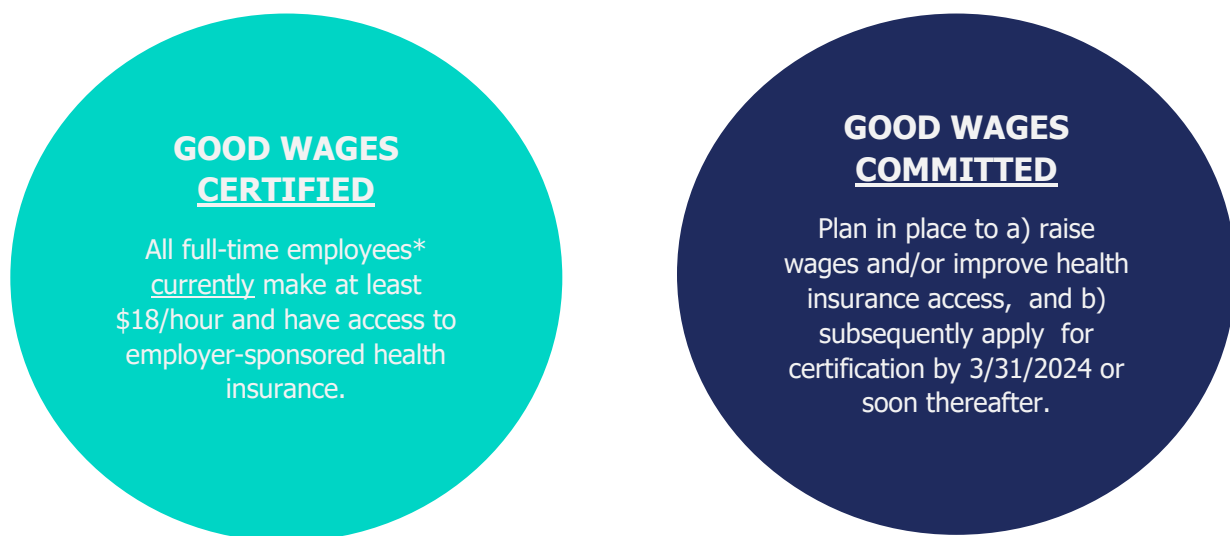 GOOD WAGES
CERTIFIED
All full-time employees*
currently make at least
$18/hour and have access to
employer-sponsored health
insurance.
GOOD WAGES
COMMITTED
Plan in place to a) raise
wages and/or improve health
insurance access,  and b)
subsequently apply  for
certification by 3/31/2024 or
soon thereafter.